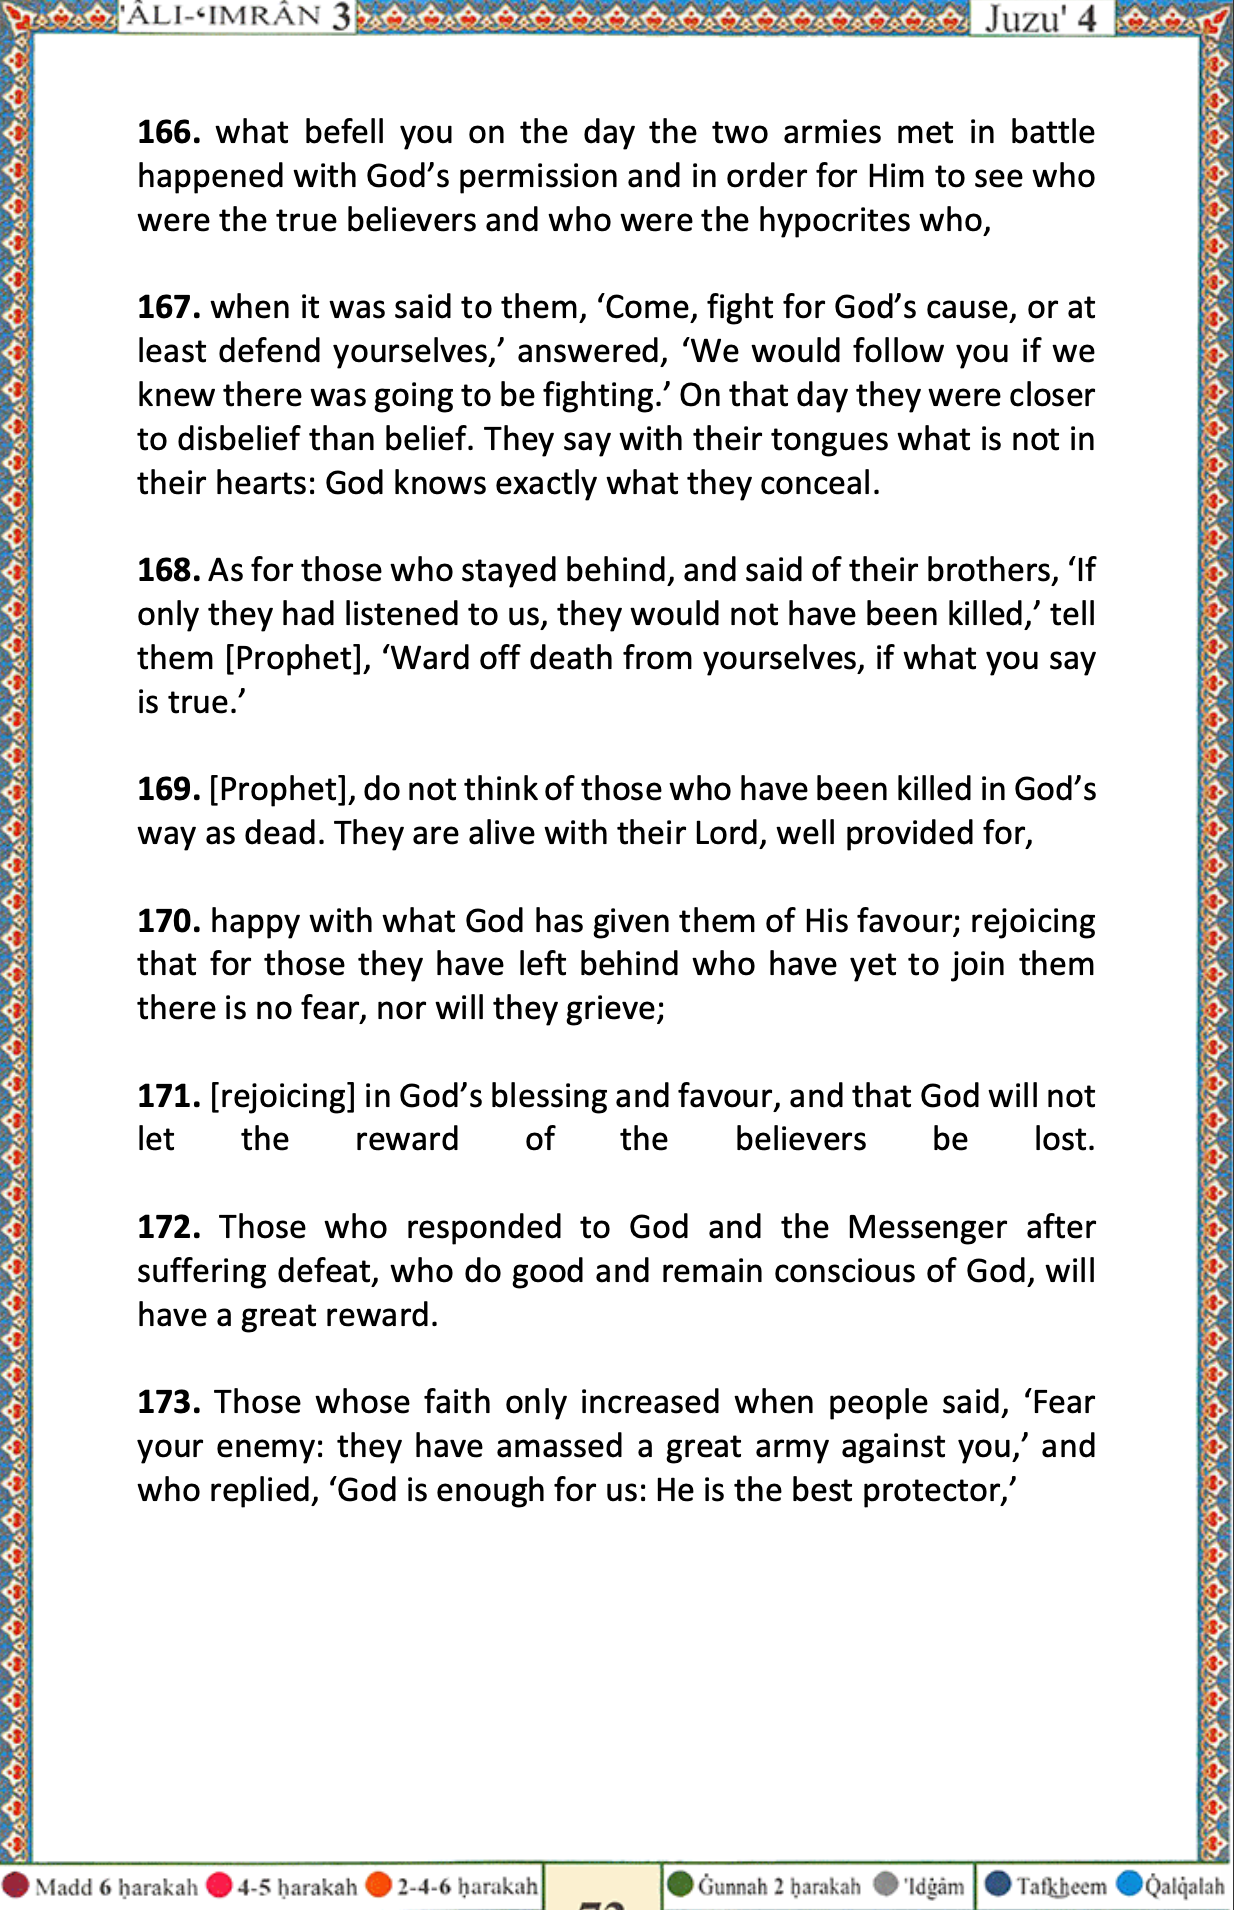 'ÂLI-‘IMRÂN 3
Juzu' 4
166. what befell you on the day the two armies met in battle
happened with God’s permission and in order for Him to see who
were the true believers and who were the hypocrites who,
167. when it was said to them, ‘Come, fight for God’s cause, or at
least defend yourselves,’ answered, ‘We would follow you if we
knew there was going to be fighting.’ On that day they were closer
to disbelief than belief. They say with their tongues what is not in
their hearts: God knows exactly what they conceal.
168. As for those who stayed behind, and said of their brothers, ‘If
only they had listened to us, they would not have been killed,’ tell
them [Prophet], ‘Ward off death from yourselves, if what you say
is true.’
169. [Prophet], do not think of those who have been killed in God’s
way as dead. They are alive with their Lord, well provided for,
170. happy with what God has given them of His favour; rejoicing
that for those they have left behind who have yet to join them
there is no fear, nor will they grieve;
171. [rejoicing] in God’s blessing and favour, and that God will not
let the reward of the believers be lost.
172. Those who responded to God and the Messenger after
suffering defeat, who do good and remain conscious of God, will
have a great reward.
173. Those whose faith only increased when people said, ‘Fear
your enemy: they have amassed a great army against you,’ and
who replied, ‘God is enough for us: He is the best protector,’
Madd 6 ḥarakah 4-5 ḥarakah 2-4-6 ḥarakah
Ġunnah 2 ḥarakah 'Idġâm
Tafk͟heem Q̇alq̇alah